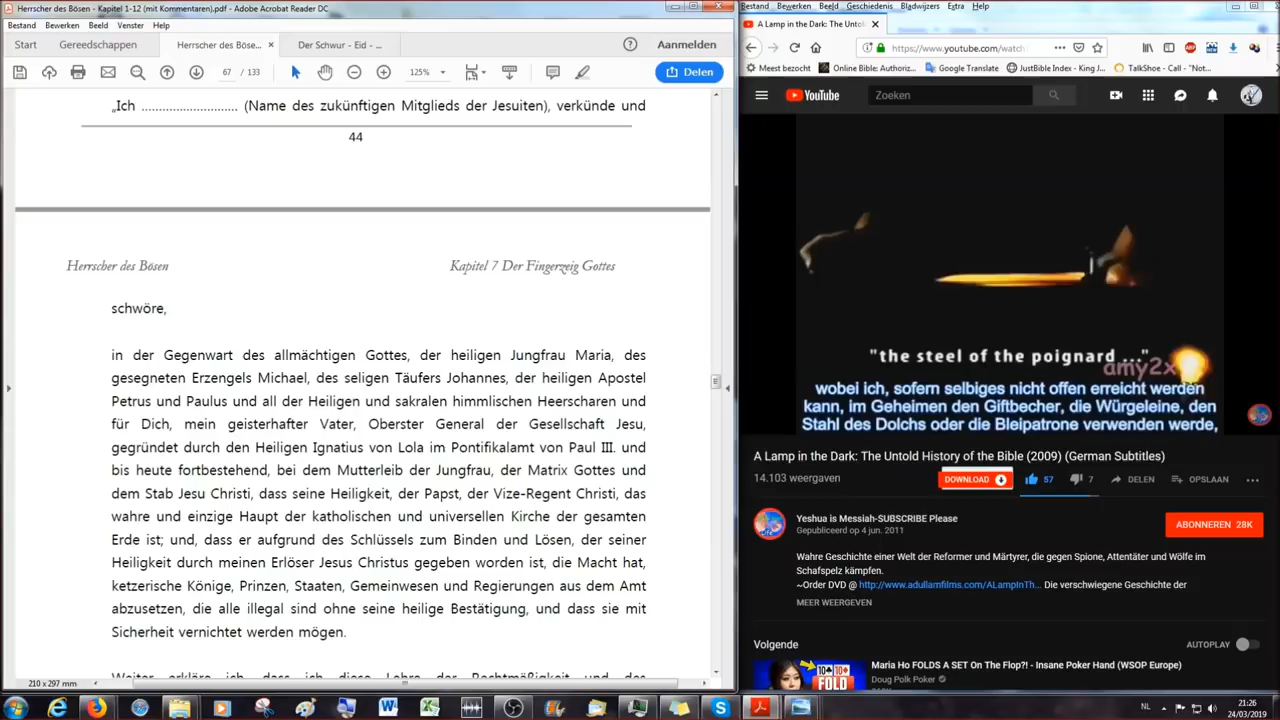 Herrscher des Bösen - Kapitel 1-12 (mit Kommentaren).pdf - Adobe Acrobat Reader DC
Bestand Bewerken Beeld Venster Help
Start Gereedschappen Herrscher des Böse... × Der Schwur - Eid - ... Aanmelden
/ 133 125% Delen
„Ich ............................ (Name des zukünftigen Mitglieds der Jesuiten), verkünde und
44
Herrscher des Bösen Kapitel 7 Der Fingerzeig Gottes
schwöre,
in der Gegenwart des allmächtigen Gottes, der heiligen Jungfrau Maria, des
gesegneten Erzengels Michael, des seligen Täufers Johannes, der heiligen Apostel
Petrus und Paulus und all der Heiligen und sakralen himmlischen Heerscharen und
für Dich, mein geisterhafter Vater, Oberster General der Gesellschaft Jesu,
gegründet durch den Heiligen Ignatius von Lola im Pontifikalamt von Paul III. und
bis heute fortbestehend, bei dem Mutterleib der Jungfrau, der Matrix Gottes und
dem Stab Jesu Christi, dass seine Heiligkeit, der Papst, der Vize-Regent Christi, das
wahre und einzige Haupt der katholischen und universellen Kirche der gesamten
Erde ist; und, dass er aufgrund des Schlüssels zum Binden und Lösen, der seiner
Heiligkeit durch meinen Erlöser Jesus Christus gegeben worden ist, die Macht hat,
ketzerische Könige, Prinzen, Staaten, Gemeinwesen und Regierungen aus dem Amt
abzusetzen, die alle illegal sind ohne seine heilige Bestätigung, und dass sie mit
Sicherheit vernichtet werden mögen.
Weiter erkläre ich, dass ich diese Lehre der Rechtmäßigkeit und des
210 x 297 mm
Bestand Bewerken Beeld Geschiedenis Bladwijzers Extra Help
A Lamp in the Dark: The Untol ×
https://www.youtube.com/watch
Meest bezocht Online Bible: Authoriz... Google Translate JustBible Index - King J... TalkShoe - Call - "Not...
YouTube Zoeken
"the steel of the poignard ..."
amy2x
wobei ich, sofern selbiges nicht offen erreicht werden
kann, im Geheimen den Giftbecher, die Würgeleine, den
Stahl des Dolchs oder die Bleipatrone verwenden werde,
A Lamp in the Dark: The Untold History of the Bible (2009) (German Subtitles)
14.103 weergaven DOWNLOAD 57 7 DELEN OPSLAAN
Yeshua is Messiah-SUBSCRIBE Please
Gepubliceerd op 4 jun. 2011
ABONNEREN 28K
Wahre Geschichte einer Welt der Reformer und Märtyrer, die gegen Spione, Attentäter und Wölfe im
Schafspelz kämpfen.
~Order DVD @ http://www.adullamfilms.com/ALampInTh... Die verschwiegene Geschichte der
MEER WEERGEVEN
Volgende AUTOPLAY
Maria Ho FOLDS A SET On The Flop?! - Insane Poker Hand (WSOP Europe)
Doug Polk Poker
FOLD
NL 21:26
24/03/2019